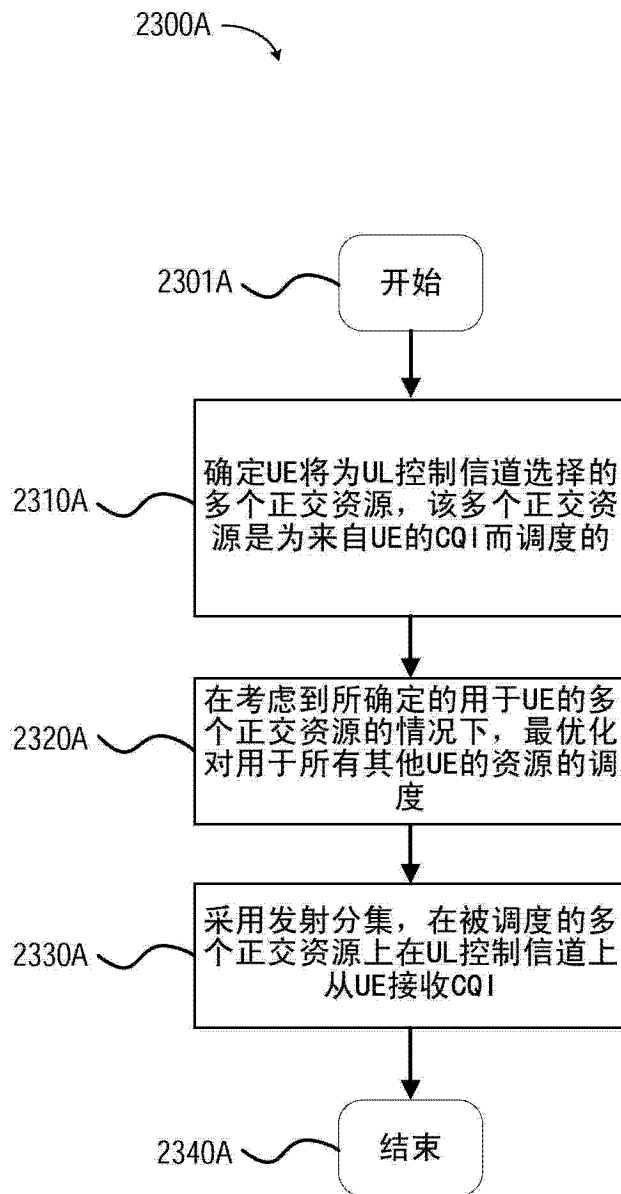 2300A
2301A
开始
2310A
确定UE将为UL控制信道选择的
多个正交资源，该多个正交资
源是为来自UE的CQI而调度的
2320A
在考虑到所确定的用于UE的多
个正交资源的情况下，最优化
对用于所有其他UE的资源的调
度
2330A
采用发射分集，在被调度的多
个正交资源上在UL控制信道上
从UE接收CQI
2340A
结束